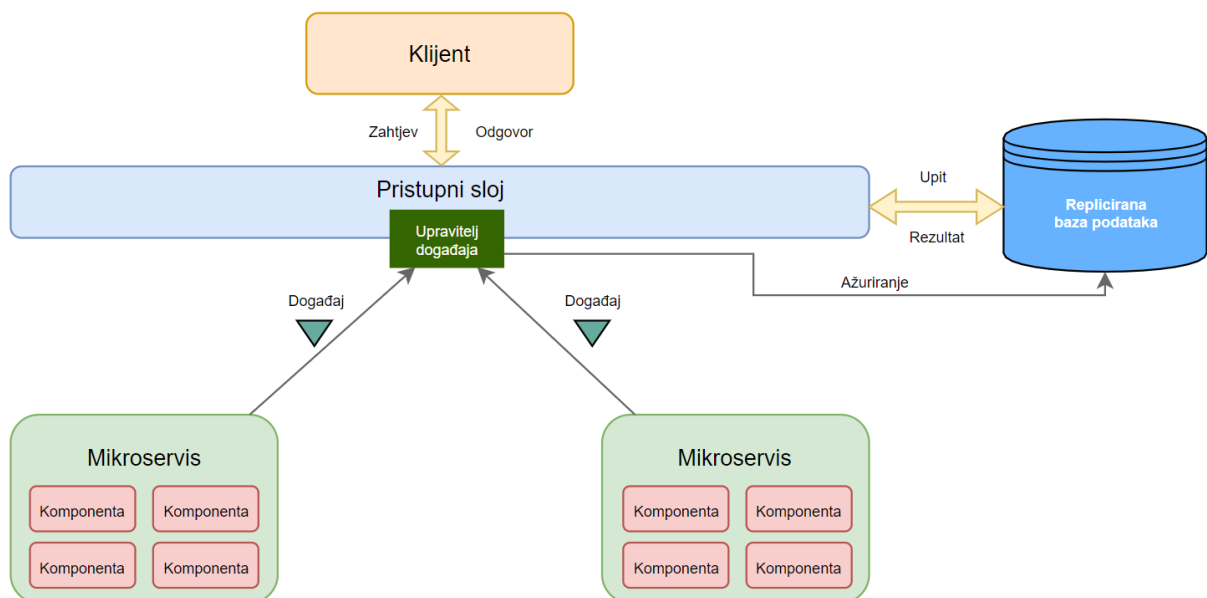 Klijent
Zahtjev
Odgovor
Pristupni sloj
Upravitelj
događaja
Upit
Rezultat
Replicirana
baza podataka
Ažuriranje
Događaj
Događaj
Mikroservis
Komponenta
Komponenta
Komponenta
Komponenta
Mikroservis
Komponenta
Komponenta
Komponenta
Komponenta